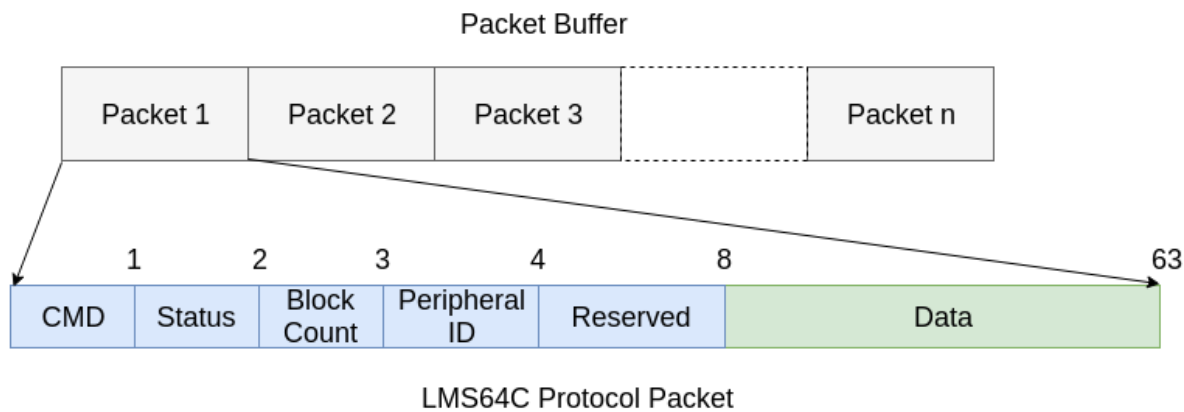 Packet Buffer
Packet 1 Packet 2 Packet 3 Packet n
1 2 3 4 8 63
CMD Status Block Count Peripheral ID Reserved Data
LMS64C Protocol Packet